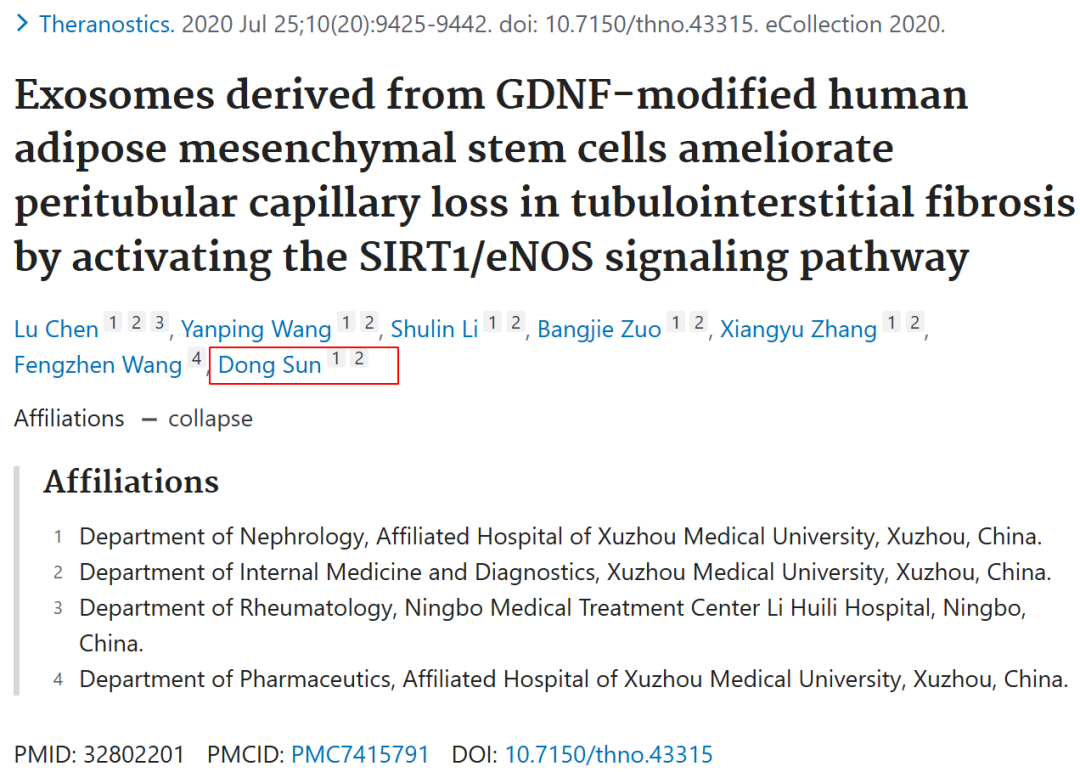 > Theranostics. 2020 Jul 25;10(20):9425-9442. doi: 10.7150/thno.43315. eCollection 2020.
Exosomes derived from GDNF-modified human
adipose mesenchymal stem cells ameliorate
peritubular capillary loss in tubulointerstitial fibrosis
by activating the SIRT1/eNOS signaling pathway
Lu Chen 1 2 3, Yanping Wang 1 2, Shulin Li 1 2, Bangjie Zuo 1 2, Xiangyu Zhang 1 2,
Fengzhen Wang 4, Dong Sun 1 2
Affiliations — collapse
Affiliations
1 Department of Nephrology, Affiliated Hospital of Xuzhou Medical University, Xuzhou, China.
2 Department of Internal Medicine and Diagnostics, Xuzhou Medical University, Xuzhou, China.
3 Department of Rheumatology, Ningbo Medical Treatment Center Li Huili Hospital, Ningbo,
China.
4 Department of Pharmaceutics, Affiliated Hospital of Xuzhou Medical University, Xuzhou, China.
PMID: 32802201 PMCID: PMC7415791 DOI: 10.7150/thno.43315